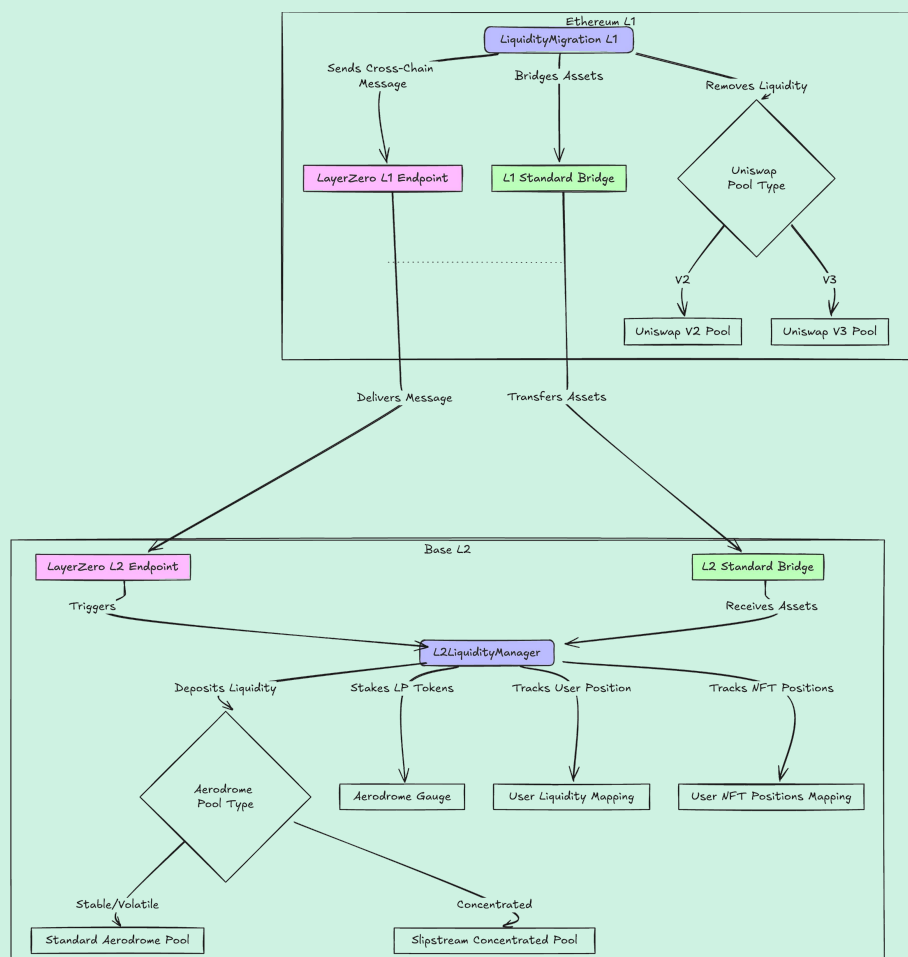 Ethereum L1
LiquidityMigration L1
Sends Cross-Chain
Message
Bridges Assets
Removes Liquidity
LayerZero L1 Endpoint
L1 Standard Bridge
Uniswap
Pool Type
V2
V3
Uniswap V2 Pool
Uniswap V3 Pool
Delivers Message
Transfers Assets
Base L2
LayerZero L2 Endpoint
L2 Standard Bridge
Triggers
Receives Assets
L2LiquidityManager
Deposits Liquidity
Stakes LP Tokens
Tracks User Position
Tracks NFT Positions
Aerodrome
Pool Type
Aerodrome Gauge
User Liquidity Mapping
User NFT Positions Mapping
Stable/Volatile
Concentrated
Standard Aerodrome Pool
Slipstream Concentrated Pool